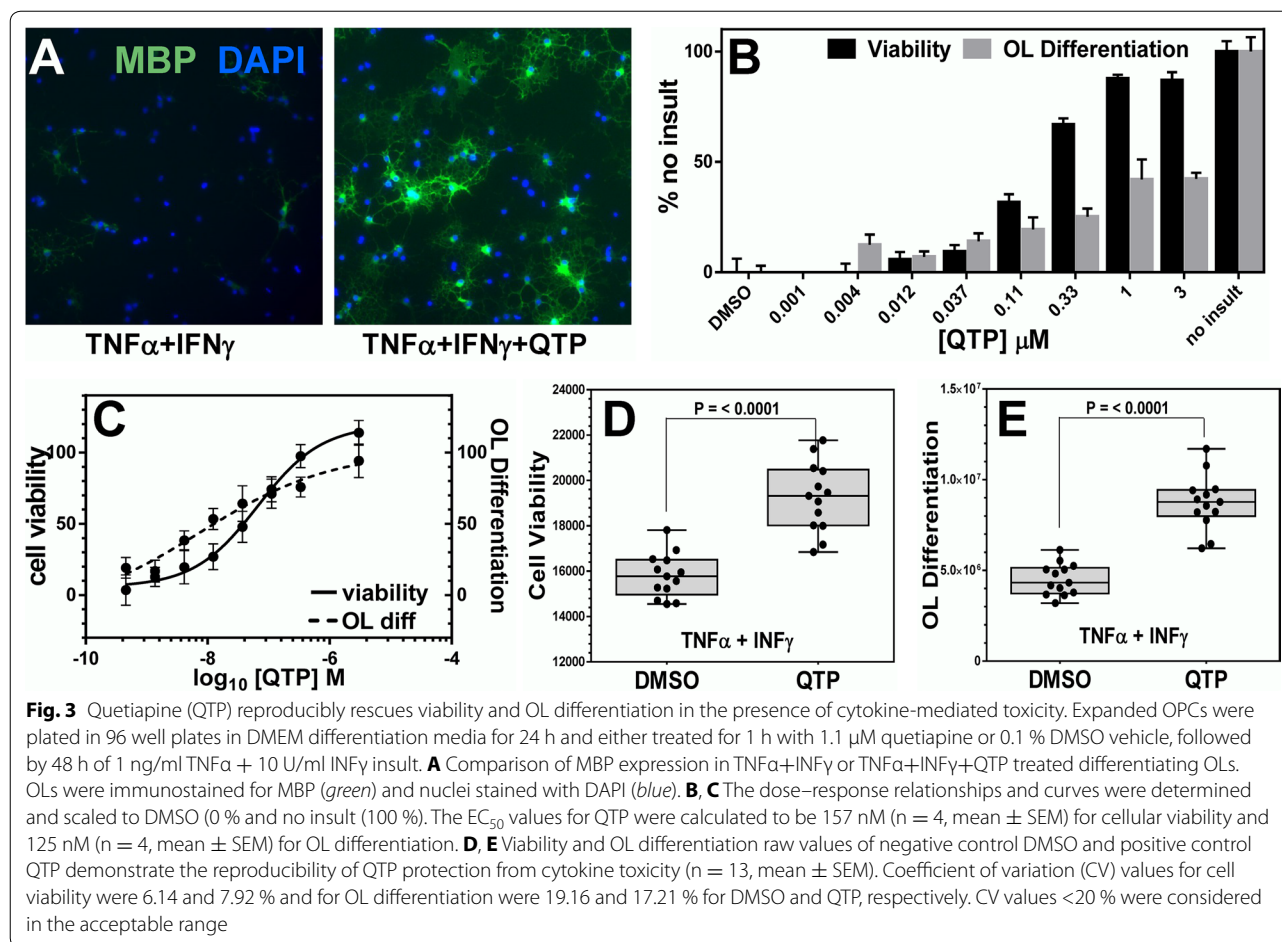 A MBP DAPI
TNFα+IFNγ TNFα+IFNγ+QTP
B
Viability OL Differentiation
% no insult
100
50
0
DMSO 0.001 0.004 0.012 0.037 0.11 0.33 1 3 no insult
[QTP] μM
C
cell viability
100
50
0
OL Differentiation
100
50
0
viability
OL diff
-10 -8 -6 -4
log10 [QTP] M
D
Cell Viability
24000
22000
20000
18000
16000
14000
12000
P = < 0.0001
TNFα + INFγ
DMSO QTP
E
OL Differentiation
1.5×10⁷
1.0×10⁷
5.0×10⁶
0.0
P = < 0.0001
TNFα + INFγ
DMSO QTP
Fig. 3 Quetiapine (QTP) reproducibly rescues viability and OL differentiation in the presence of cytokine-mediated toxicity. Expanded OPCs were
plated in 96 well plates in DMEM differentiation media for 24 h and either treated for 1 h with 1.1 μM quetiapine or 0.1 % DMSO vehicle, followed
by 48 h of 1 ng/ml TNFα + 10 U/ml INFγ insult. A Comparison of MBP expression in TNFα+INFγ or TNFα+INFγ+QTP treated differentiating OLs.
OLs were immunostained for MBP (green) and nuclei stained with DAPI (blue). B, C The dose–response relationships and curves were determined
and scaled to DMSO (0 % and no insult (100 %). The EC50 values for QTP were calculated to be 157 nM (n = 4, mean ± SEM) for cellular viability and
125 nM (n = 4, mean ± SEM) for OL differentiation. D, E Viability and OL differentiation raw values of negative control DMSO and positive control
QTP demonstrate the reproducibility of QTP protection from cytokine toxicity (n = 13, mean ± SEM). Coefficient of variation (CV) values for cell
viability were 6.14 and 7.92 % and for OL differentiation were 19.16 and 17.21 % for DMSO and QTP, respectively. CV values <20 % were considered
in the acceptable range